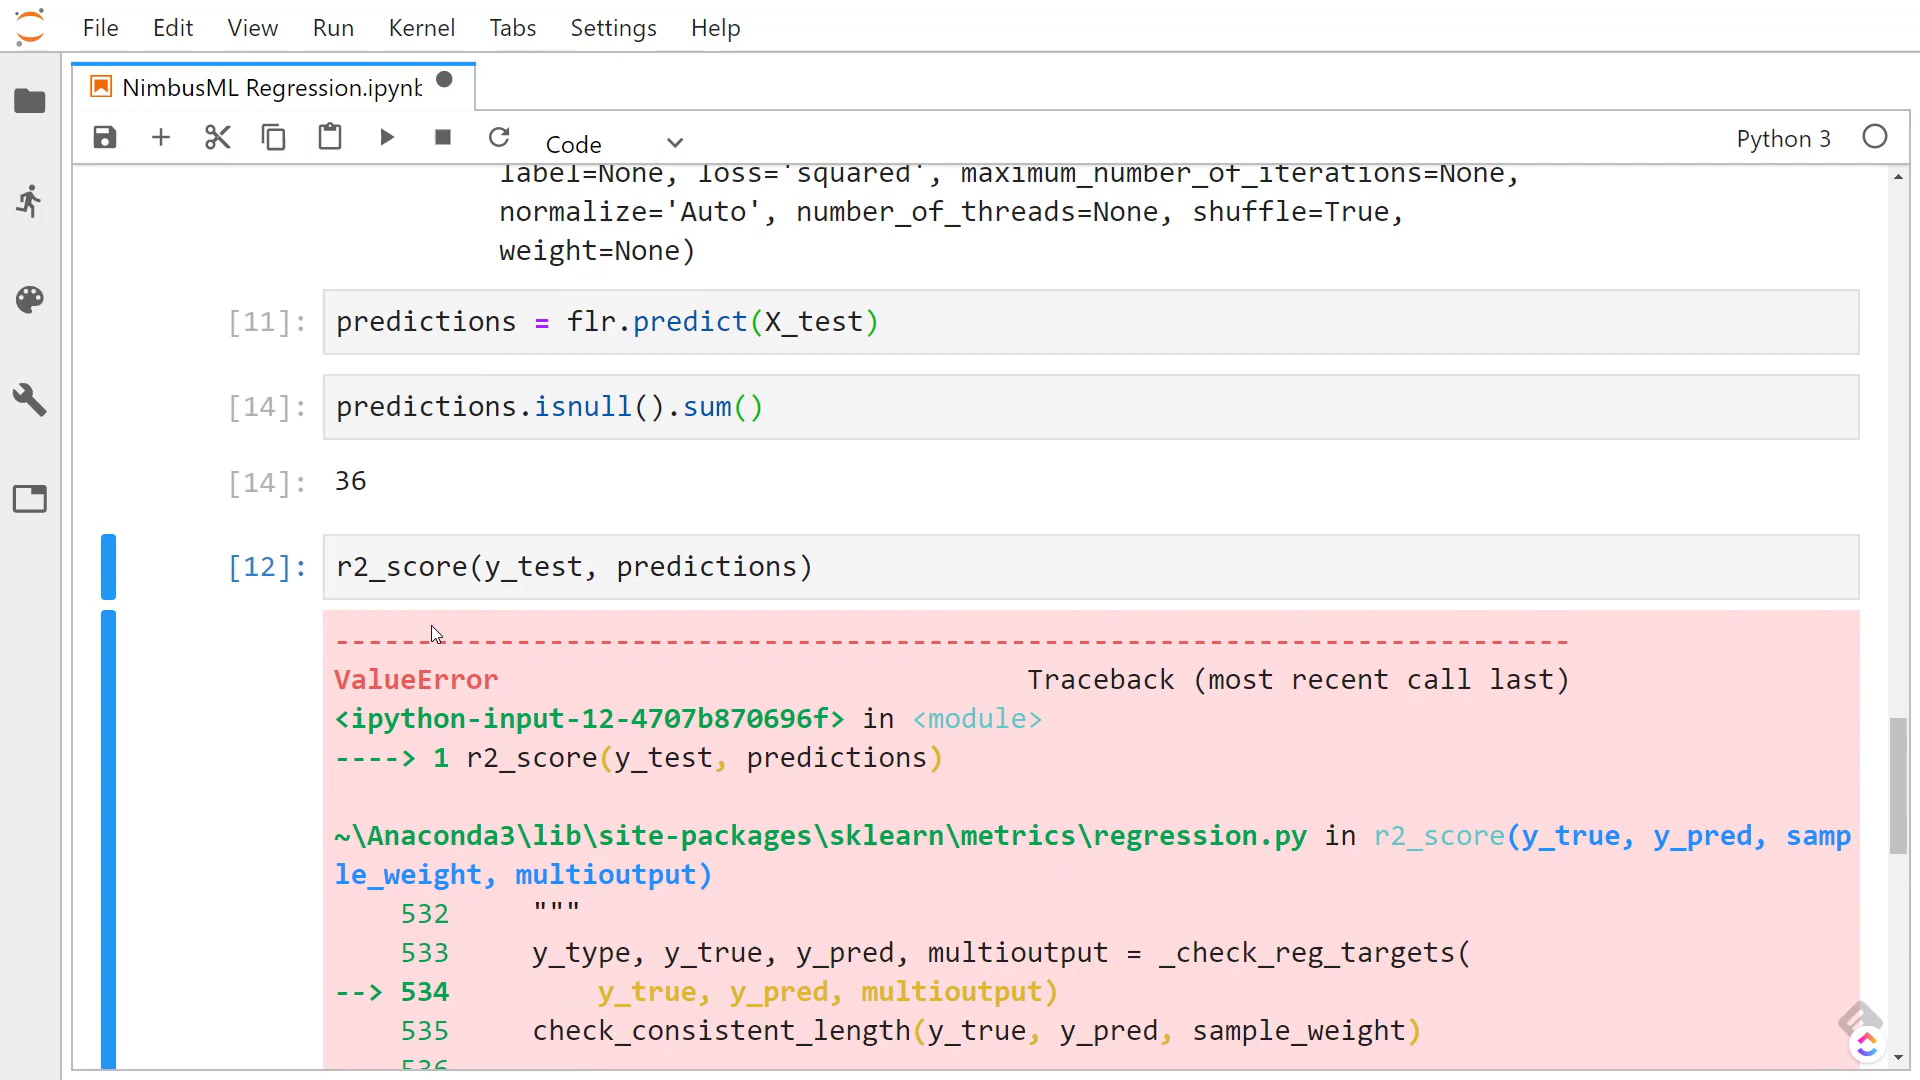 File Edit View Run Kernel Tabs Settings Help
NimbusML Regression.ipynb
Code Python 3
label=None, loss='squared', maximum_number_of_iterations=None,
normalize='Auto', number_of_threads=None, shuffle=True,
weight=None)
[11]: predictions = flr.predict(X_test)
[14]: predictions.isnull().sum()
[14]: 36
[12]: r2_score(y_test, predictions)
---------------------------------------------------------------------------
ValueError Traceback (most recent call last)
<ipython-input-12-4707b870696f> in <module>
----> 1 r2_score(y_test, predictions)
~\Anaconda3\lib\site-packages\sklearn\metrics\regression.py in r2_score(y_true, y_pred, samp
le_weight, multioutput)
532 """
533 y_type, y_true, y_pred, multioutput = _check_reg_targets(
--> 534 y_true, y_pred, multioutput)
535 check_consistent_length(y_true, y_pred, sample_weight)
536